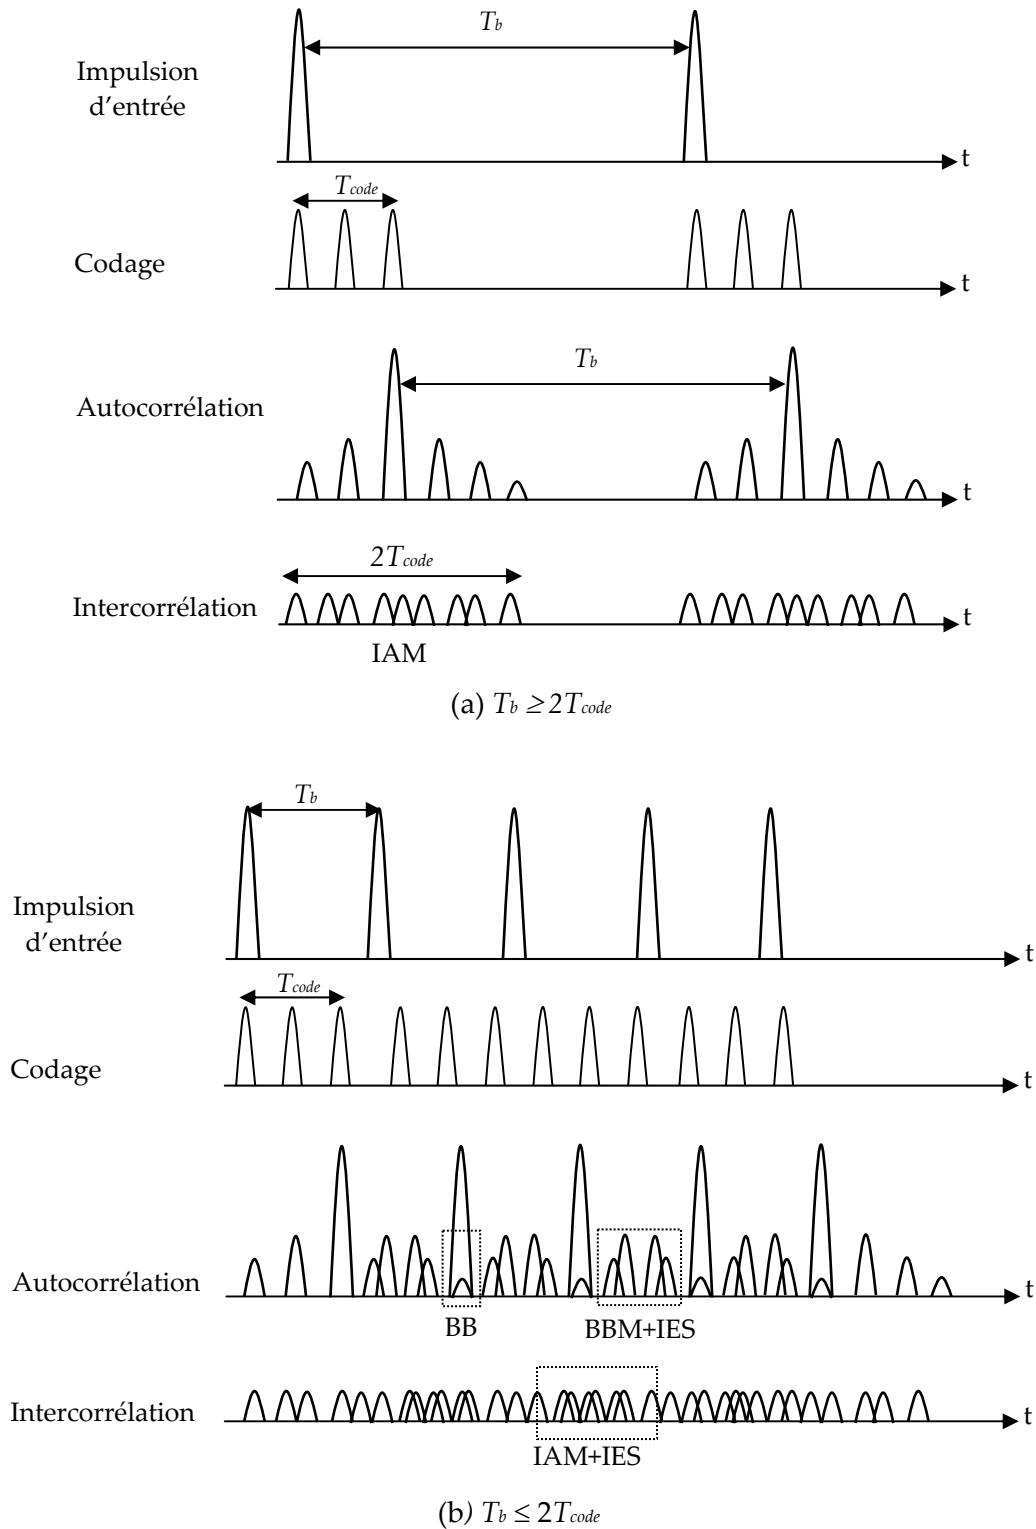 T_b
Impulsion
d'entrée
t
T_code
Codage
t
T_b
Autocorrélation
t
2T_code
Intercorrélation
t
IAM
(a) T_b ≥ 2T_code
T_b
Impulsion
d'entrée
t
T_code
Codage
t
Autocorrélation
t
BB
BBM+IES
Intercorrélation
t
IAM+IES
(b) T_b ≤ 2T_code